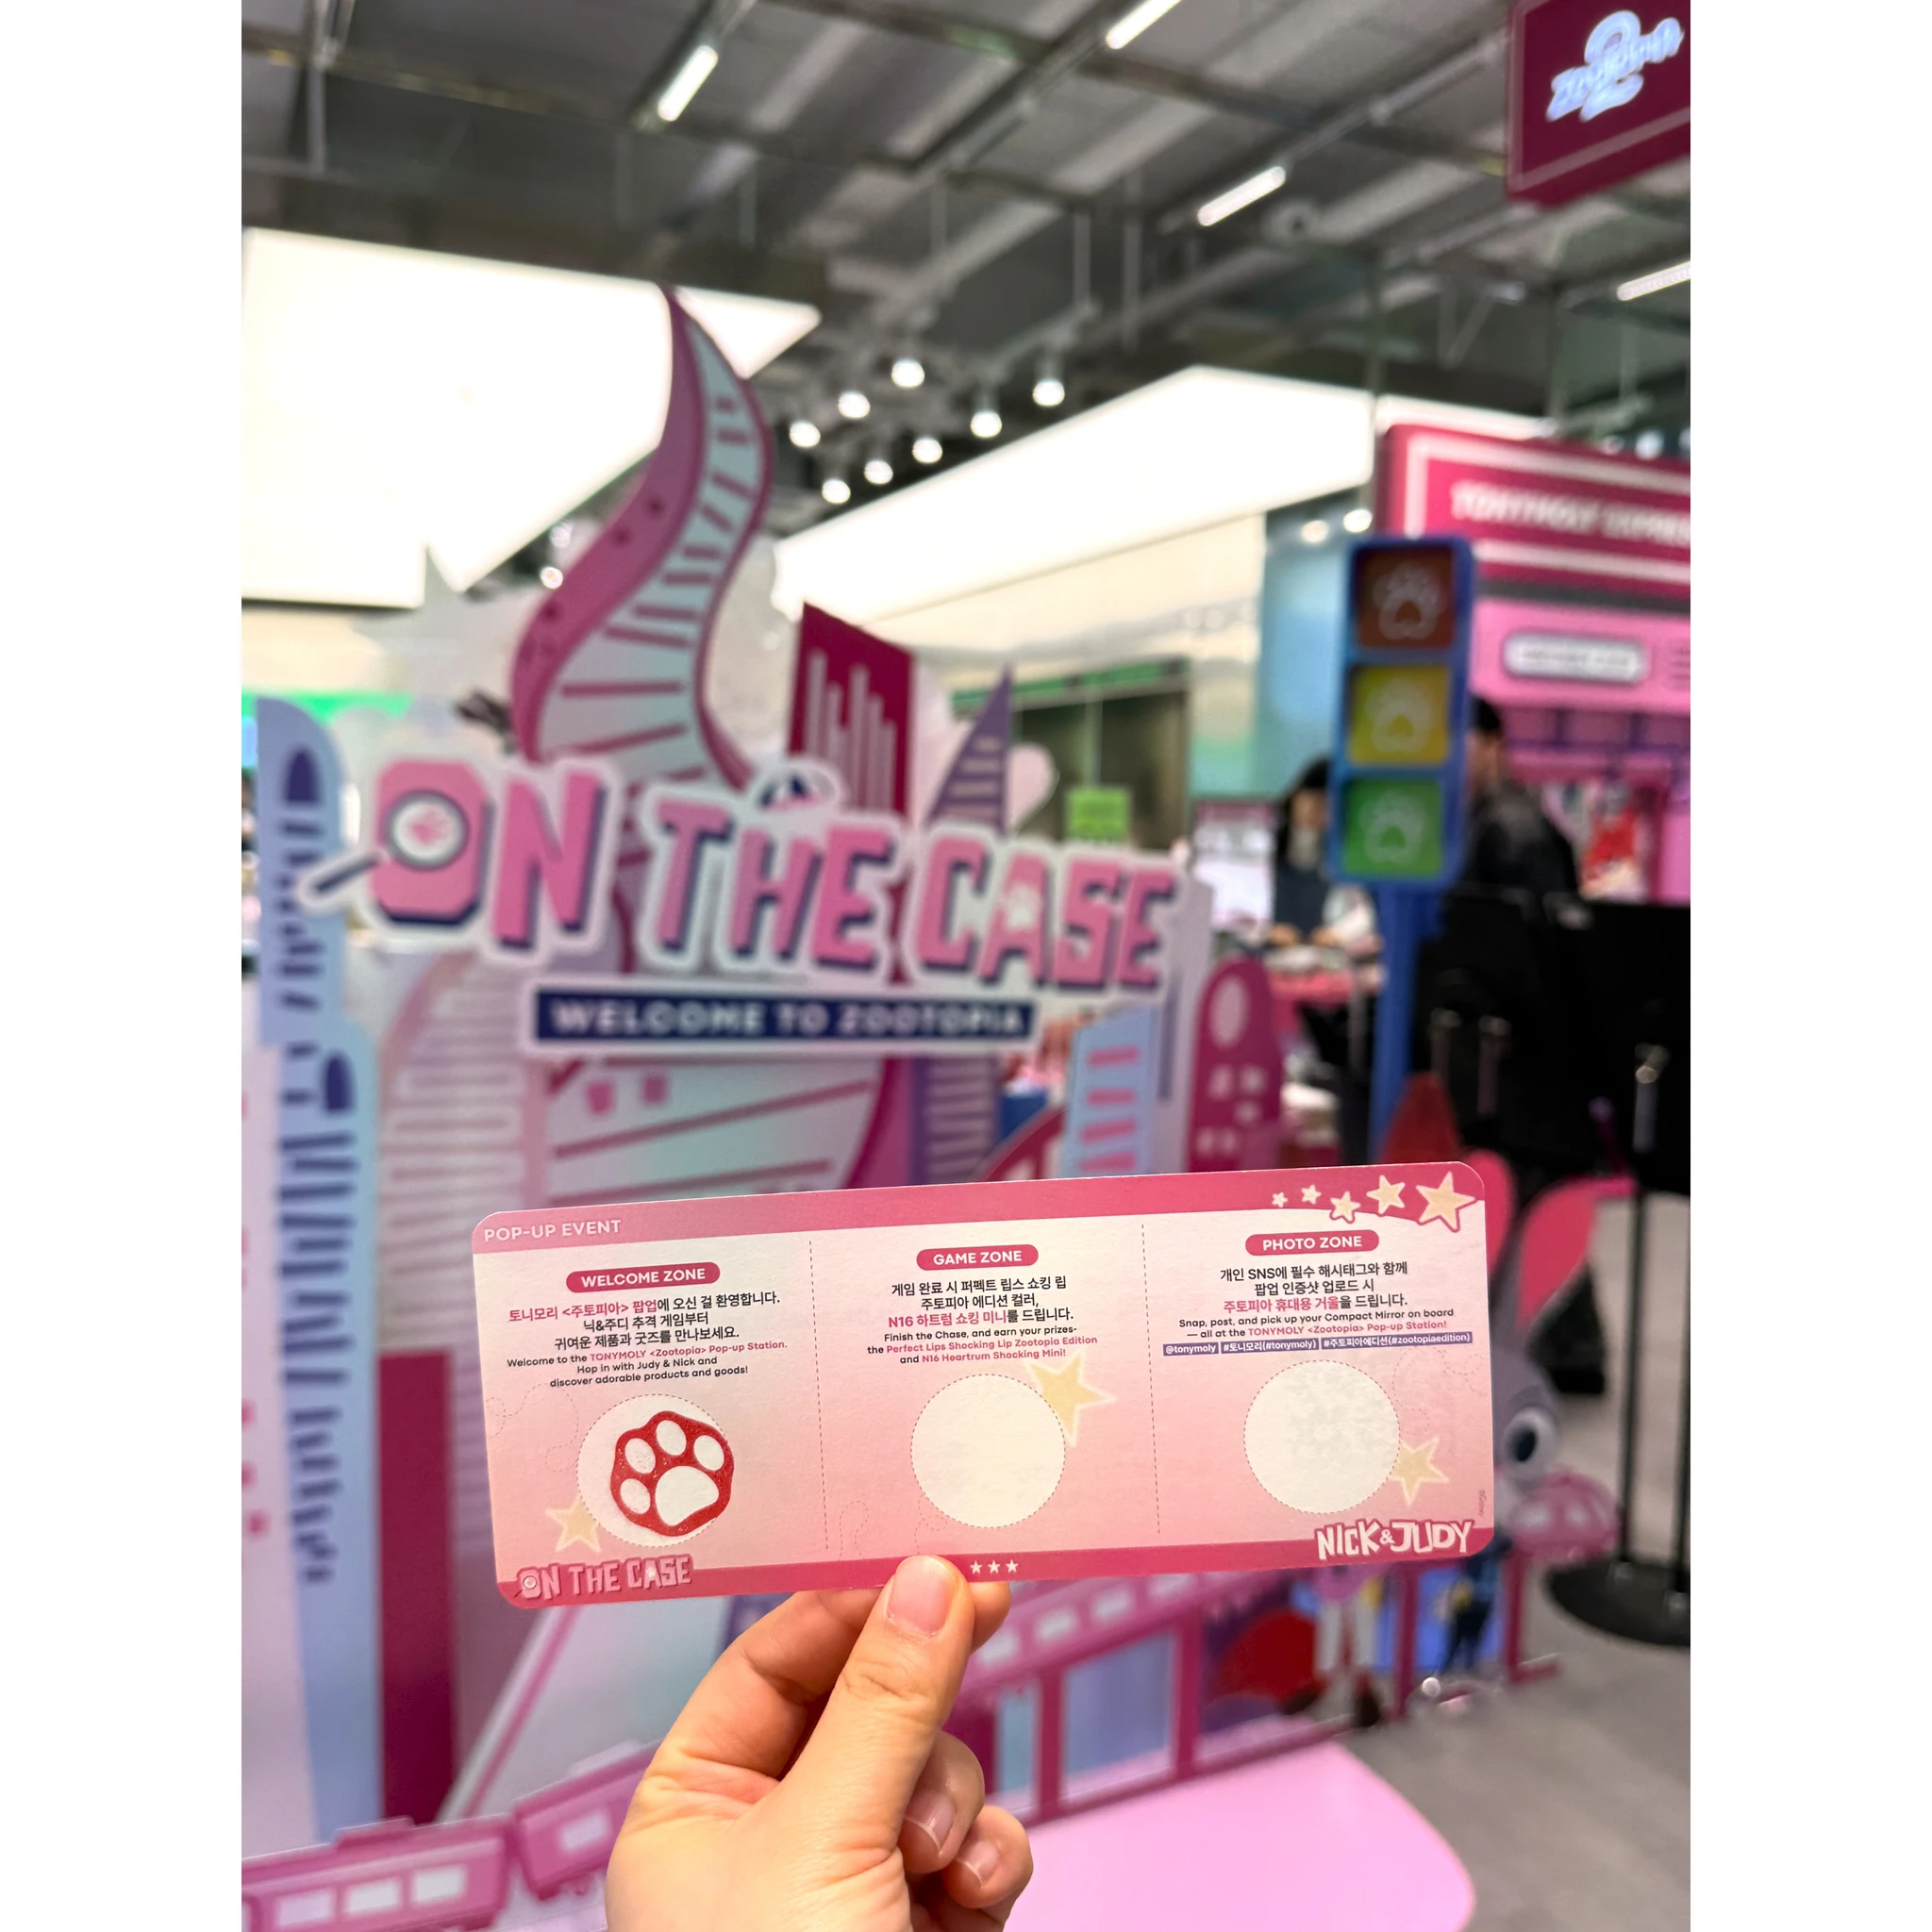 ZOOTOPIA
2
TONYMOLY
ON THE CASE
WELCOME TO ZOOTOPIA
POP-UP EVENT
WELCOME ZONE
토니모리 <주토피아> 팝업에 오신 걸 환영합니다.
닉&주디 추격 게임부터
귀여운 제품과 굿즈를 만나보세요.
Welcome to the TONYMOLY <Zootopia> Pop-up Station.
Hop in with Judy & Nick and
discover adorable products and goods!
GAME ZONE
게임 완료 시 퍼펙트 립스 쇼킹 립
주토피아 에디션 컬러,
N16 하트럼 쇼킹 미니를 드립니다.
Finish the Chase, and earn your prizes-
the Perfect Lips Shocking Lip Zootopia Edition
and N16 Heartrum Shocking Mini!
PHOTO ZONE
개인 SNS에 필수 해시태그와 함께
팝업 인증샷 업로드 시
주토피아 휴대용 거울을 드립니다.
Snap, post, and pick up your Compact Mirror on board
— all at the TONYMOLY <Zootopia> Pop-up Station!
@tonymoly #토니모리(#tonymoly) #주토피아에디션(#zootopiaedition)
©Disney
ON THE CASE
NICK&JUDY